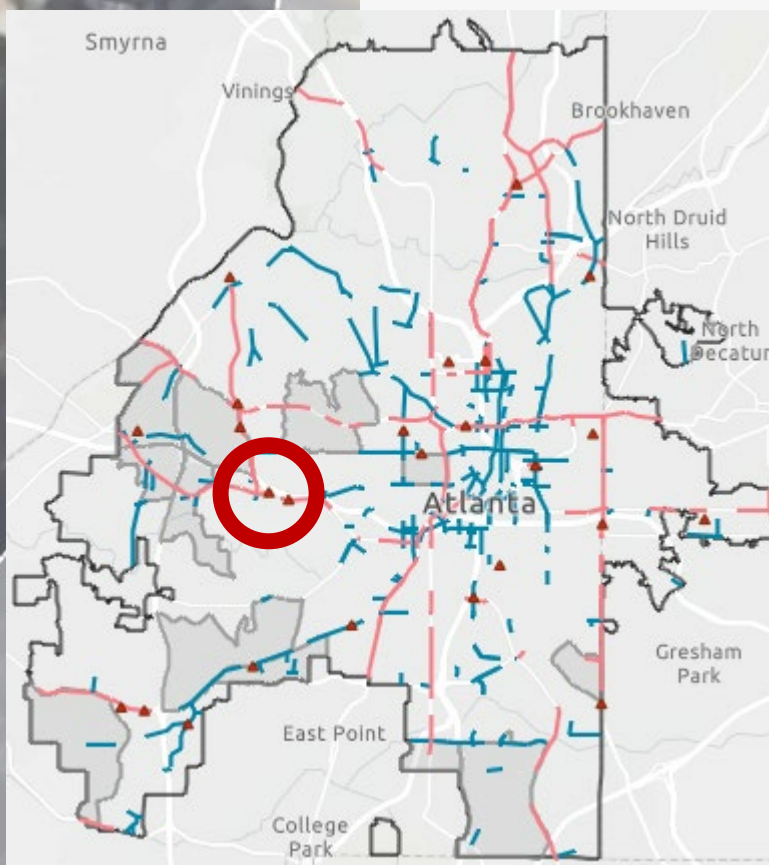 Smyrna
Vinings
Brookhaven
North Druid
Hills
North
Decatur
Atlanta
Gresham
Park
East Point
College
Park